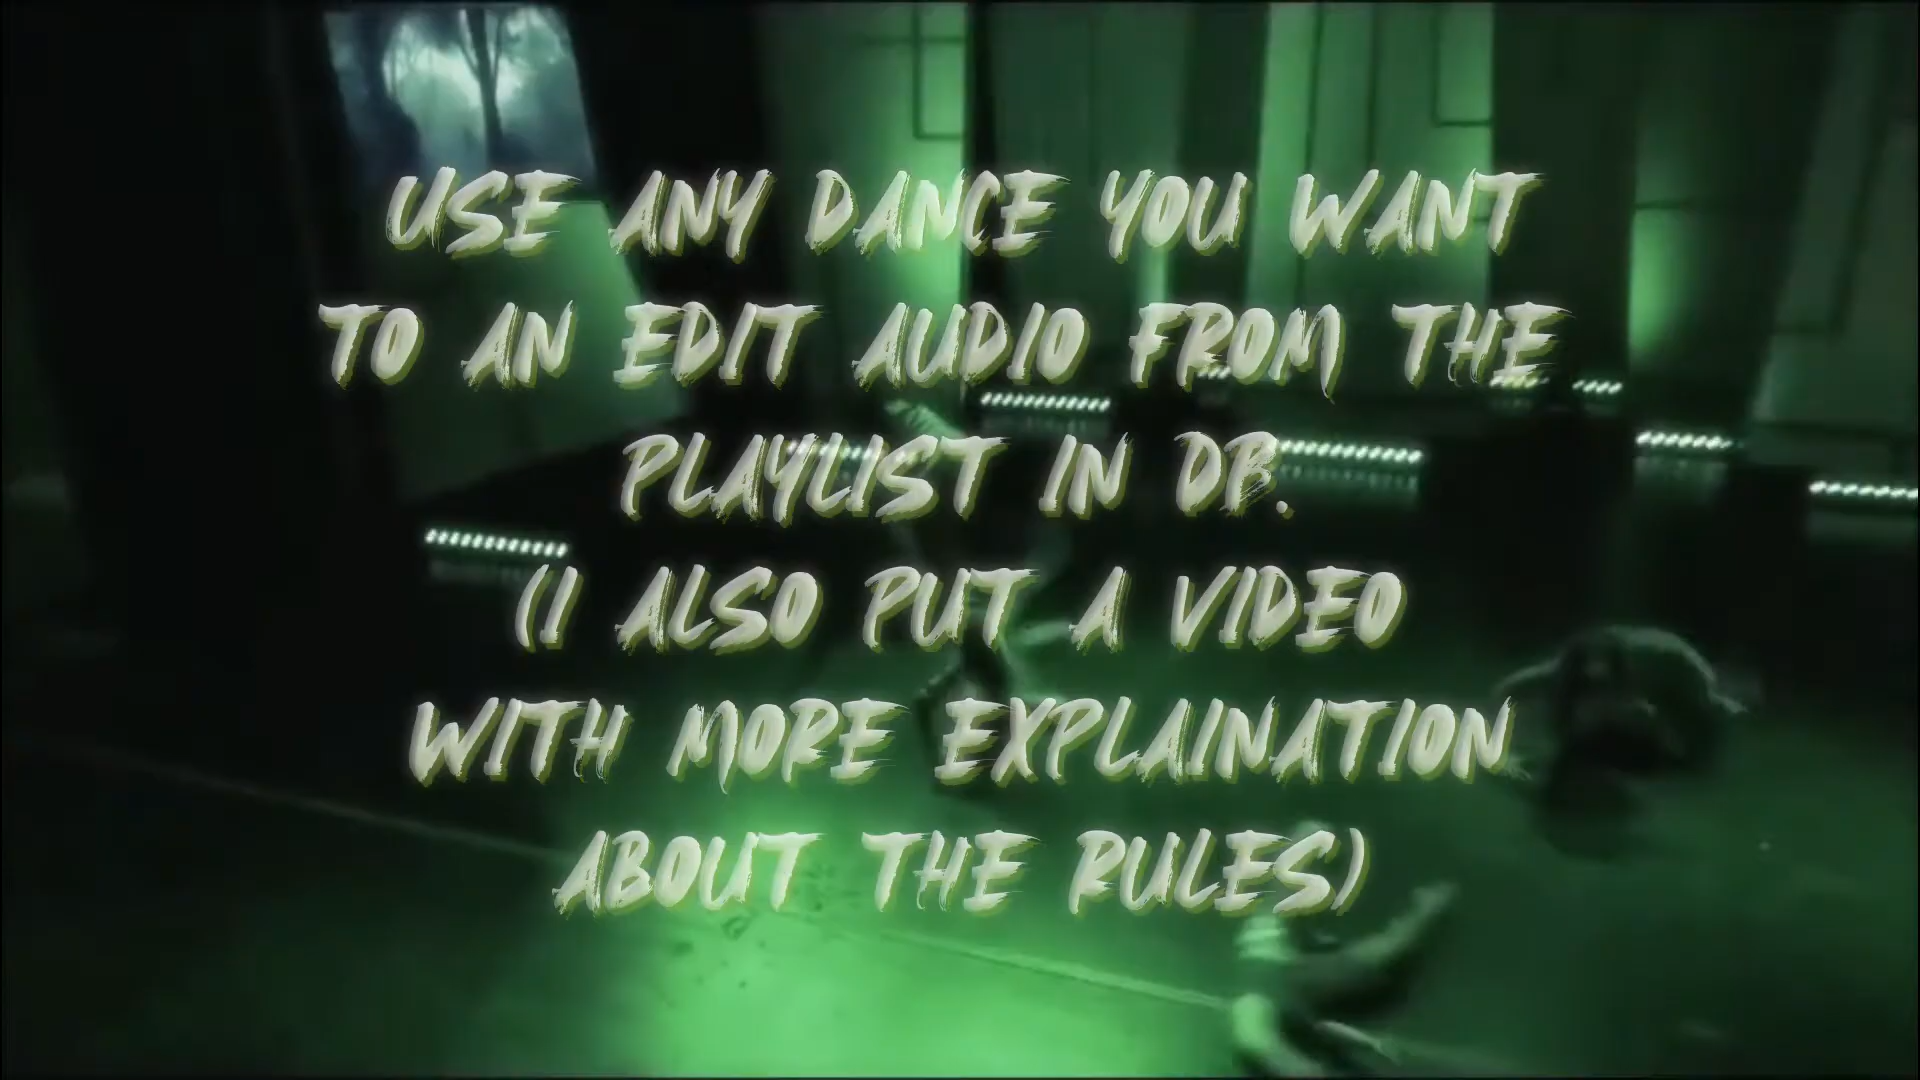 USE ANY DANCE YOU WANT
TO AN EDIT AUDIO FROM THE
PLAYLIST IN DB.
(I ALSO PUT A VIDEO
WITH MORE EXPLAINATION
ABOUT THE RULES)